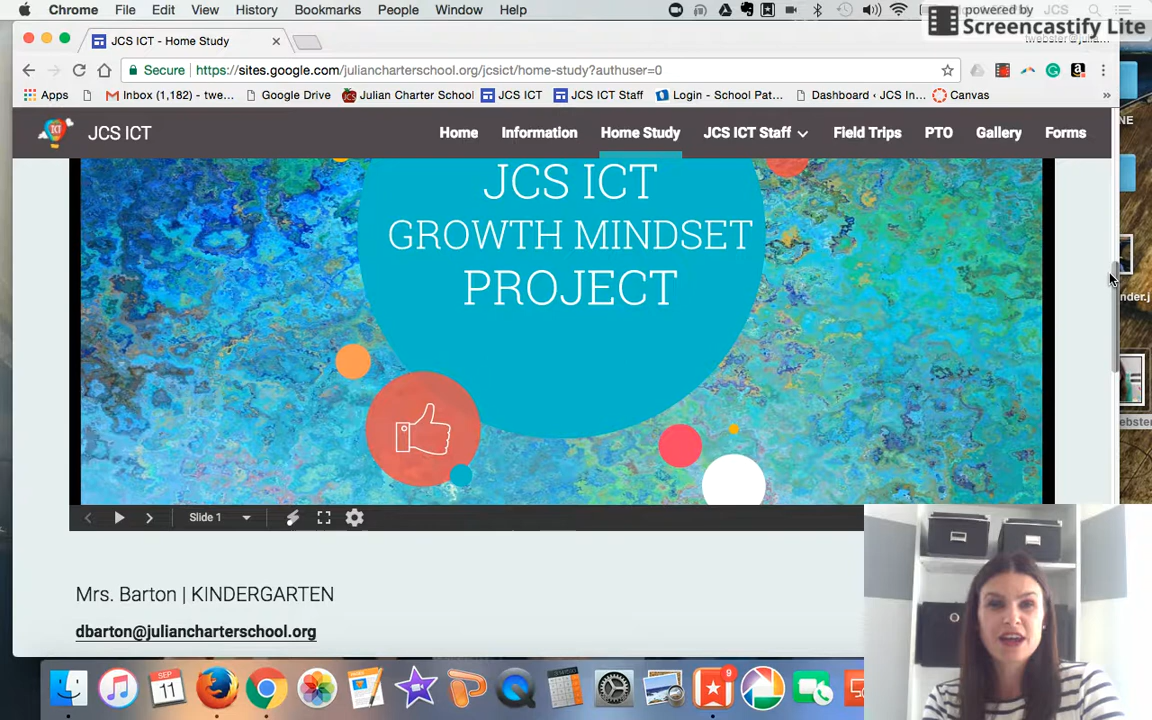 Chrome File Edit View History Bookmarks People Window Help JCS
powered by
Screencastify Lite
JCS ICT - Home Study
Secure https://sites.google.com/juliancharterschool.org/jcsict/home-study?authuser=0
Apps Inbox (1,182) - twe... Google Drive Julian Charter School JCS ICT JCS ICT Staff Login - School Pat... Dashboard ‹ JCS In... Canvas »
JCS ICT Home Information Home Study JCS ICT Staff Field Trips PTO Gallery Forms
JCS ICT
GROWTH MINDSET
PROJECT
Slide 1
Mrs. Barton | KINDERGARTEN
dbarton@juliancharterschool.org
SEP
11
9